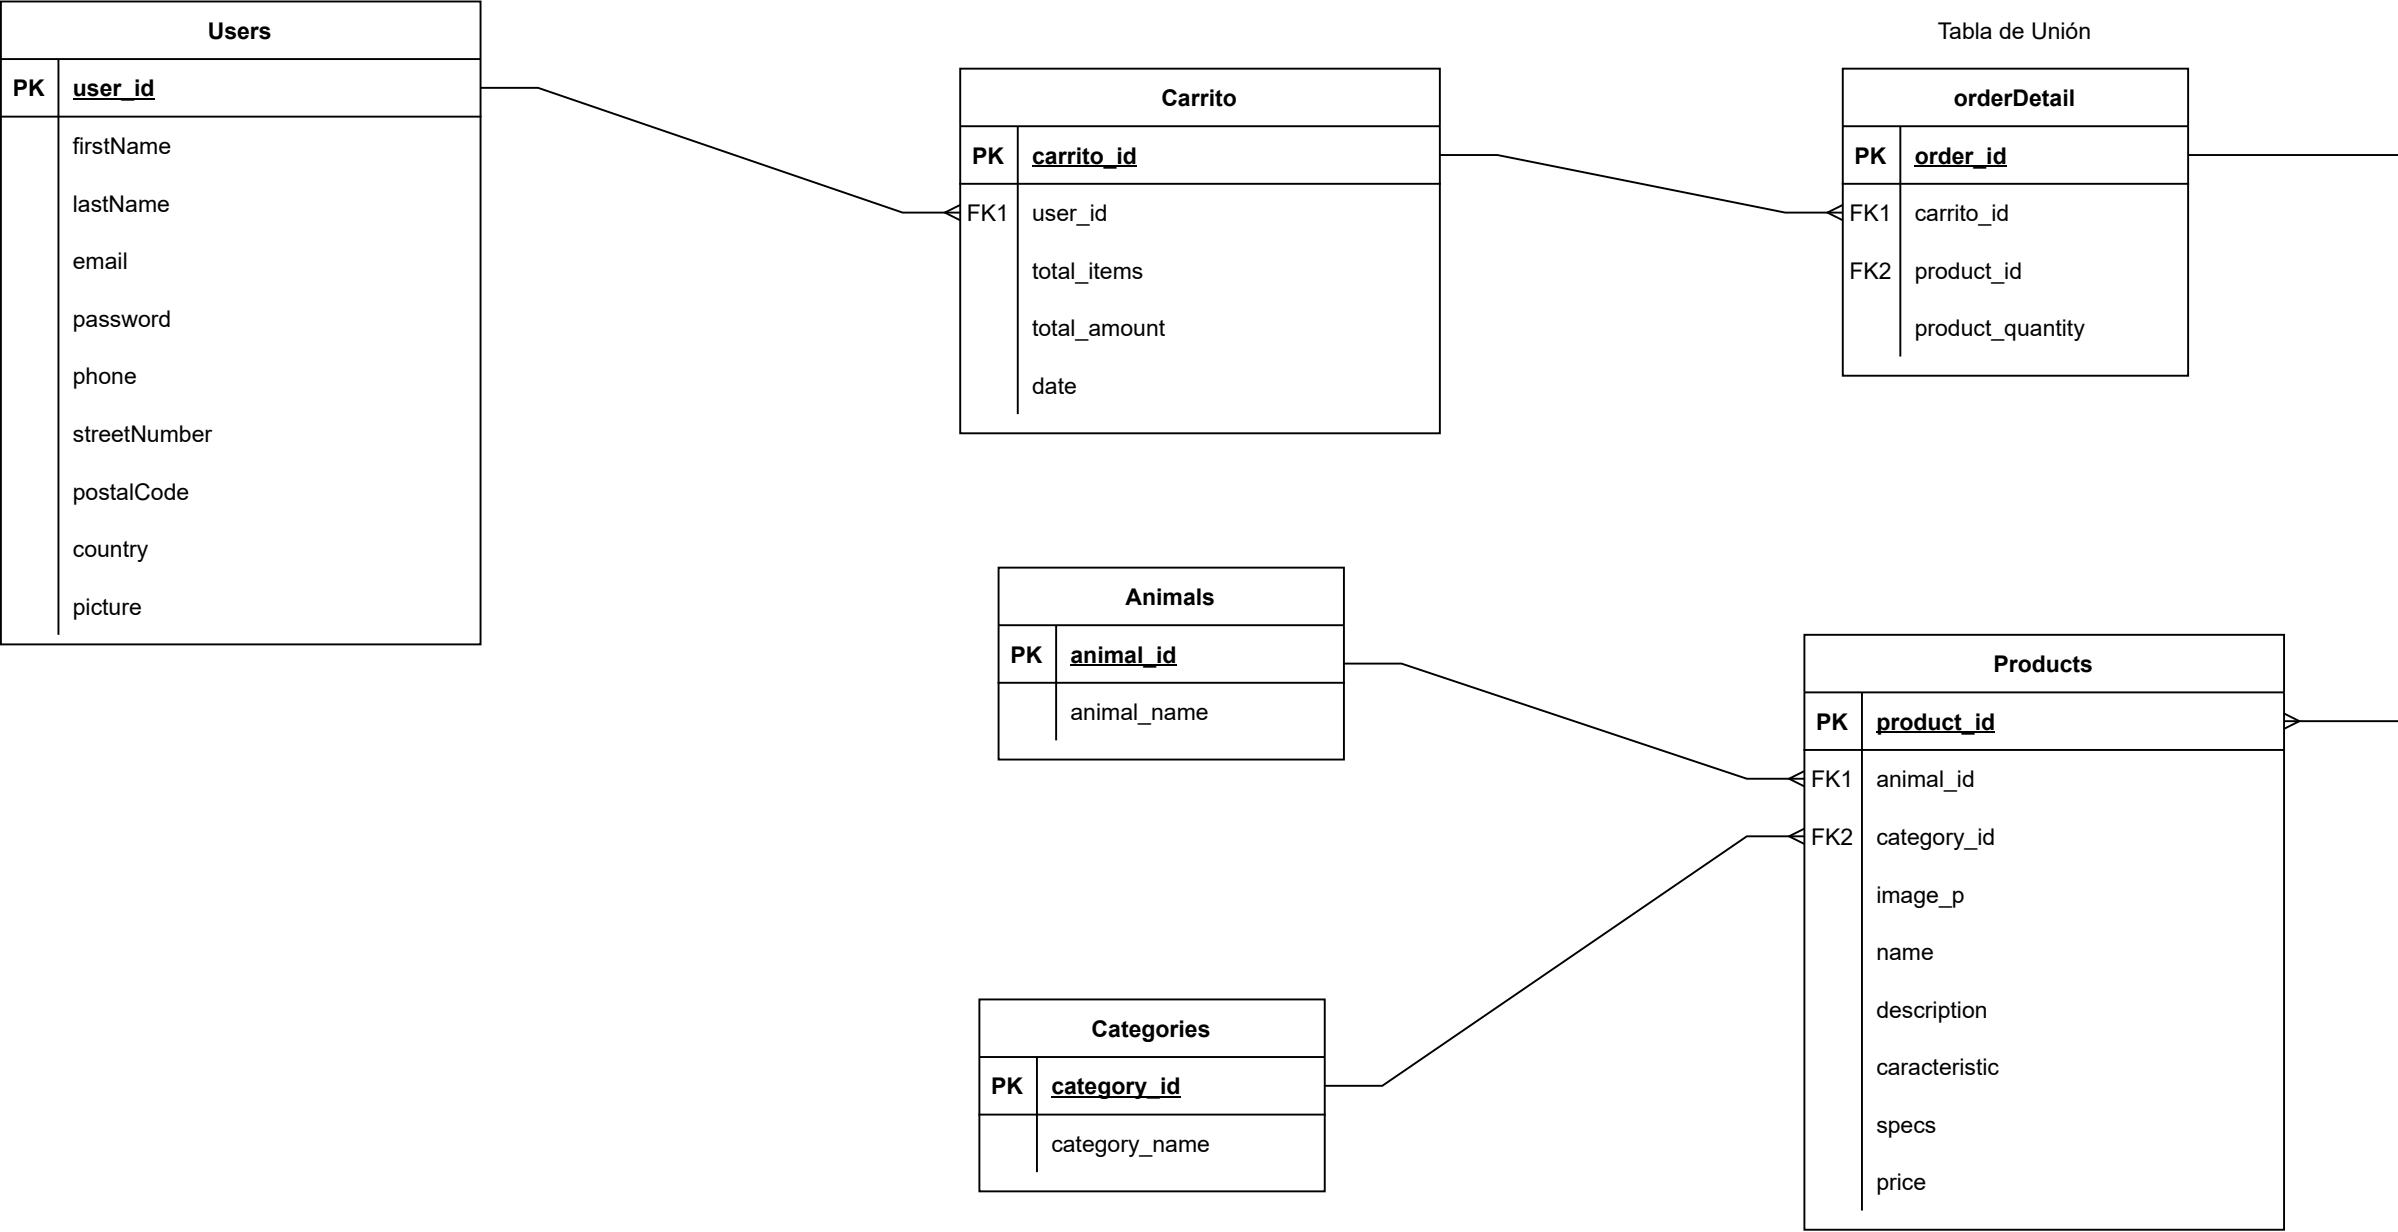 Users
PK user_id
firstName
lastName
email
password
phone
streetNumber
postalCode
country
picture
Carrito
PK carrito_id
FK1 user_id
total_items
total_amount
date
Tabla de Unión
orderDetail
PK order_id
FK1 carrito_id
FK2 product_id
product_quantity
Animals
PK animal_id
animal_name
Categories
PK category_id
category_name
Products
PK product_id
FK1 animal_id
FK2 category_id
image_p
name
description
caracteristic
specs
price